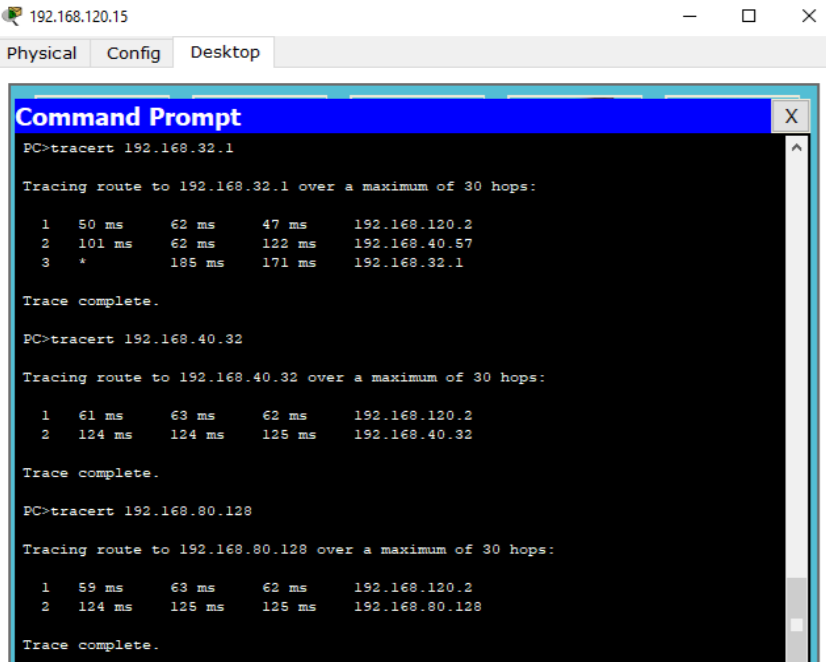 192.168.120.15
Physical Config Desktop
Command Prompt X
PC>tracert 192.168.32.1
Tracing route to 192.168.32.1 over a maximum of 30 hops:
1 50 ms 62 ms 47 ms 192.168.120.2
2 101 ms 62 ms 122 ms 192.168.40.57
3 * 185 ms 171 ms 192.168.32.1
Trace complete.
PC>tracert 192.168.40.32
Tracing route to 192.168.40.32 over a maximum of 30 hops:
1 61 ms 63 ms 62 ms 192.168.120.2
2 124 ms 124 ms 125 ms 192.168.40.32
Trace complete.
PC>tracert 192.168.80.128
Tracing route to 192.168.80.128 over a maximum of 30 hops:
1 59 ms 63 ms 62 ms 192.168.120.2
2 124 ms 125 ms 125 ms 192.168.80.128
Trace complete.